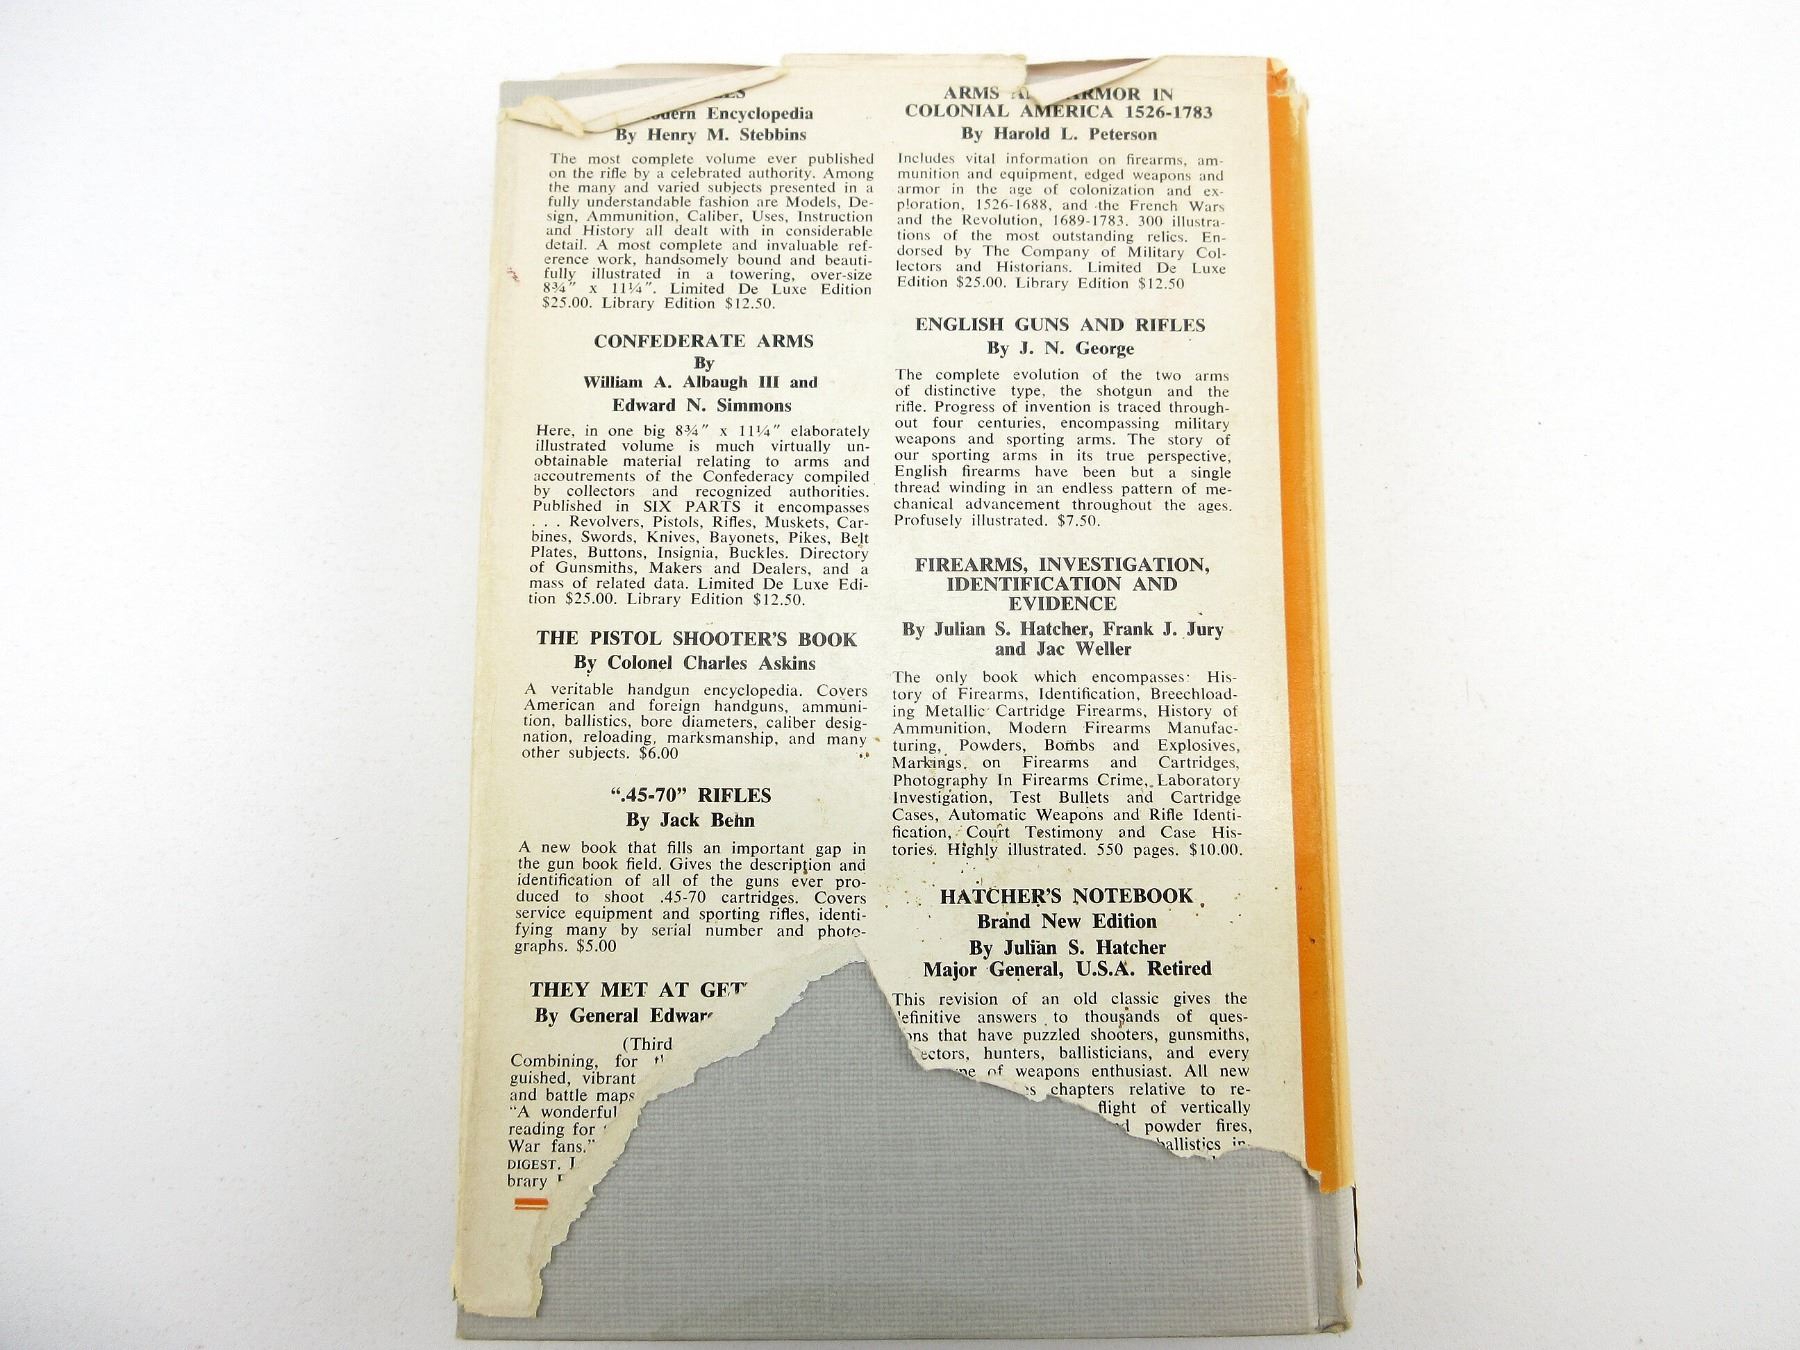 Encyclopedia
By Henry M. Stebbins
The most complete volume ever published
on the rifle by a celebrated authority. Among
the many and varied subjects presented in a
fully understandable fashion are Models, De-
sign, Ammunition, Caliber, Uses, Instruction
and History all dealt with in considerable
detail. A most complete and invaluable ref-
erence work, handsomely bound and beauti-
fully illustrated in a towering, over-size
8¾" x 11¼". Limited De Luxe Edition
$25.00. Library Edition $12.50.
CONFEDERATE ARMS
By
William A. Albaugh III and
Edward N. Simmons
Here, in one big 8¾" x 11¼" elaborately
illustrated volume is much virtually un-
obtainable material relating to arms and
accoutrements of the Confederacy compiled
by collectors and recognized authorities.
Published in SIX PARTS it encompasses
. . . Revolvers, Pistols, Rifles, Muskets, Car-
bines, Swords, Knives, Bayonets, Pikes, Belt
Plates, Buttons, Insignia, Buckles. Directory
of Gunsmiths, Makers and Dealers, and a
mass of related data. Limited De Luxe Edi-
tion $25.00. Library Edition $12.50.
THE PISTOL SHOOTER'S BOOK
By Colonel Charles Askins
A veritable handgun encyclopedia. Covers
American and foreign handguns, ammuni-
tion, ballistics, bore diameters, caliber desig-
nation, reloading, marksmanship, and many
other subjects. $6.00
".45-70" RIFLES
By Jack Behn
A new book that fills an important gap in
the gun book field. Gives the description and
identification of all of the guns ever pro-
duced to shoot .45-70 cartridges. Covers
service equipment and sporting rifles, identi-
fying many by serial number and photo-
graphs. $5.00
THEY MET AT GET
By General Edwar
(Third
Combining, for
guished, vibrant
and battle maps
"A wonderful
reading for
War fans."
DIGEST.
brary
ARMS ARMOR IN
COLONIAL AMERICA 1526-1783
By Harold L. Peterson
Includes vital information on firearms, am-
munition and equipment, edged weapons and
armor in the age of colonization and ex-
ploration, 1526-1688, and the French Wars
and the Revolution, 1689-1783. 300 illustra-
tions of the most outstanding relics. En-
dorsed by The Company of Military Col-
lectors and Historians. Limited De Luxe
Edition $25.00. Library Edition $12.50
ENGLISH GUNS AND RIFLES
By J. N. George
The complete evolution of the two arms
of distinctive type, the shotgun and the
rifle. Progress of invention is traced through-
out four centuries, encompassing military
weapons and sporting arms. The story of
our sporting arms in its true perspective,
English firearms have been but a single
thread winding in an endless pattern of me-
chanical advancement throughout the ages.
Profusely illustrated. $7.50.
FIREARMS, INVESTIGATION,
IDENTIFICATION AND
EVIDENCE
By Julian S. Hatcher, Frank J. Jury
and Jac Weller
The only book which encompasses: His-
tory of Firearms, Identification, Breechload-
ing Metallic Cartridge Firearms, History of
Ammunition, Modern Firearms Manufac-
turing, Powders, Bombs and Explosives,
Markings on Firearms and Cartridges,
Photography In Firearms Crime, Laboratory
Investigation, Test Bullets and Cartridge
Cases, Automatic Weapons and Rifle Identi-
fication, Court Testimony and Case His-
tories. Highly illustrated. 550 pages. $10.00.
HATCHER'S NOTEBOOK
Brand New Edition
By Julian S. Hatcher
Major General, U.S.A. Retired
This revision of an old classic gives the
efinitive answers to thousands of ques-
ons that have puzzled shooters, gunsmiths,
ectors, hunters, ballisticians, and every
of weapons enthusiast. All new
chapters relative to re-
flight of vertically
powder fires,
ballistics in